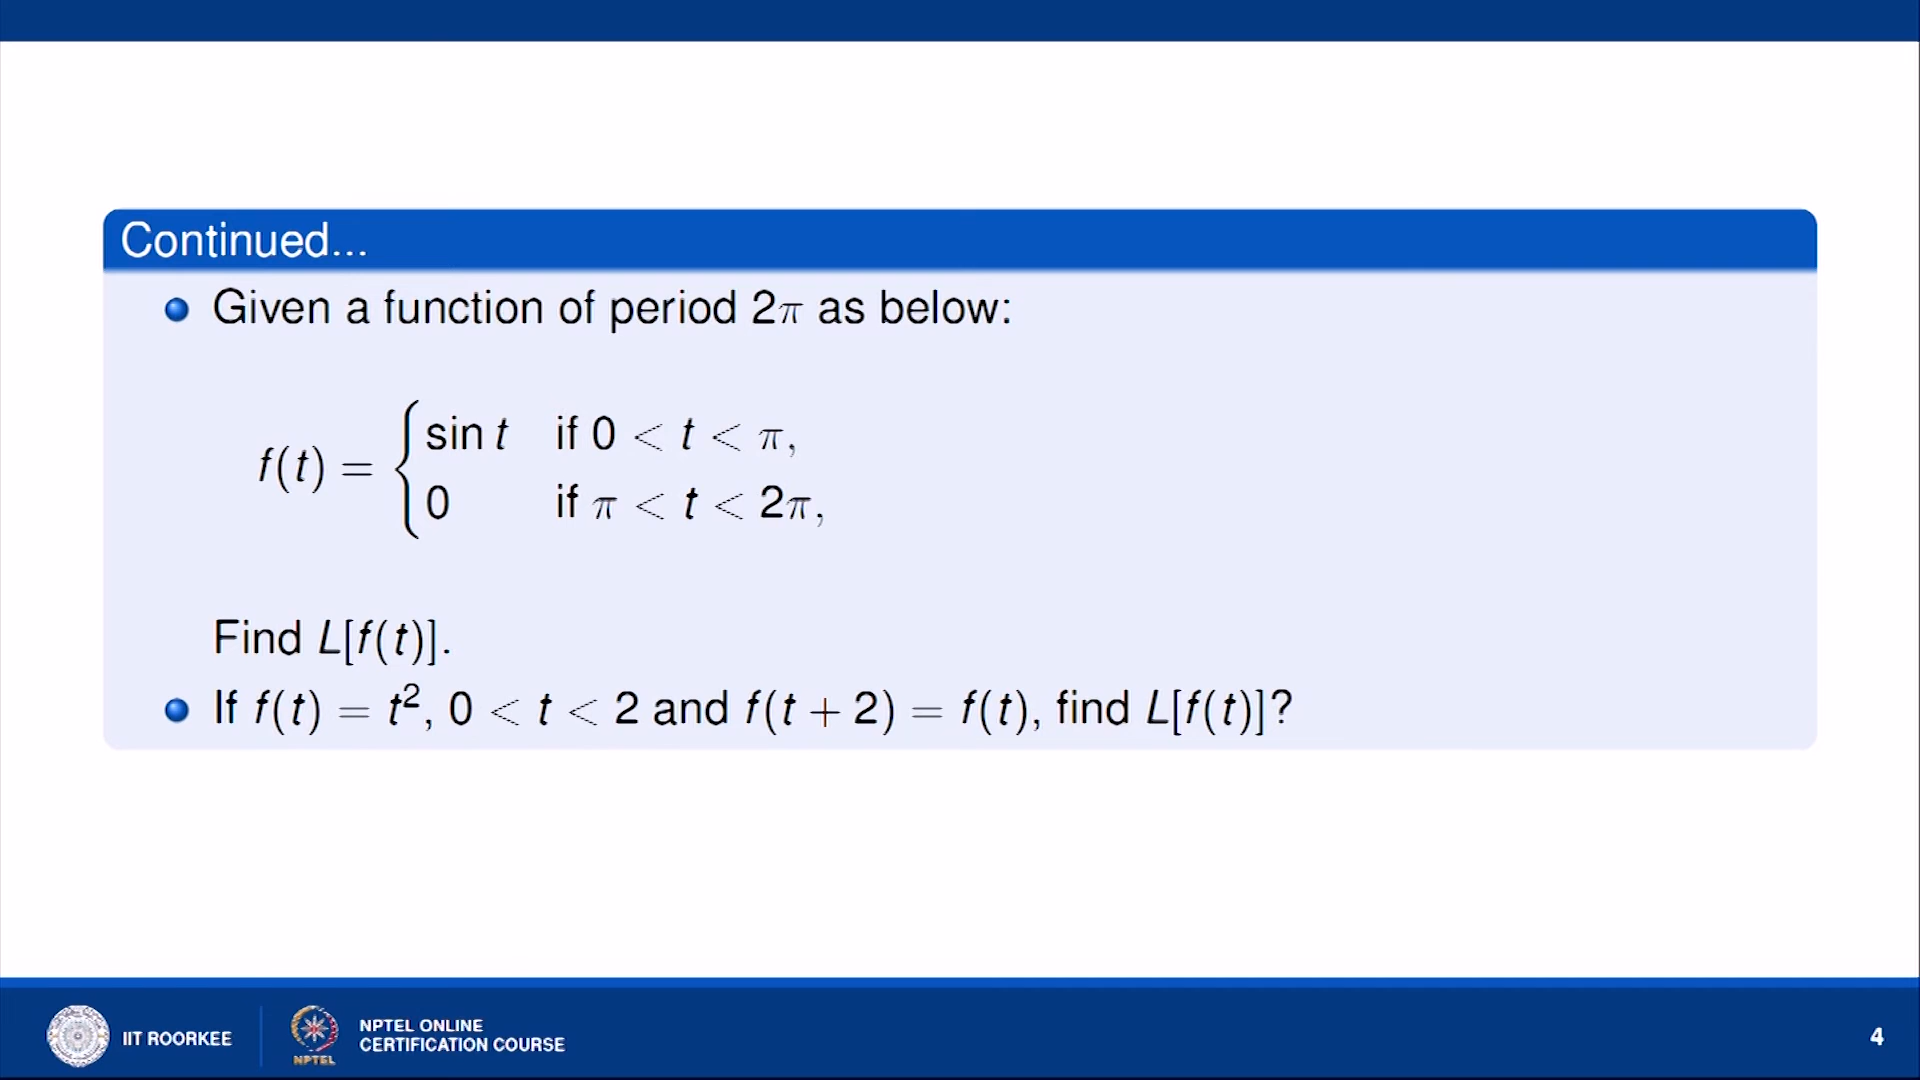 Continued...
Given a function of period 2π as below:
f(t) = { sin t if 0 < t < π,
0 if π < t < 2π,
Find L[f(t)].
If f(t) = t², 0 < t < 2 and f(t + 2) = f(t), find L[f(t)]?
IIT ROORKEE
NPTEL
NPTEL ONLINE
CERTIFICATION COURSE
4